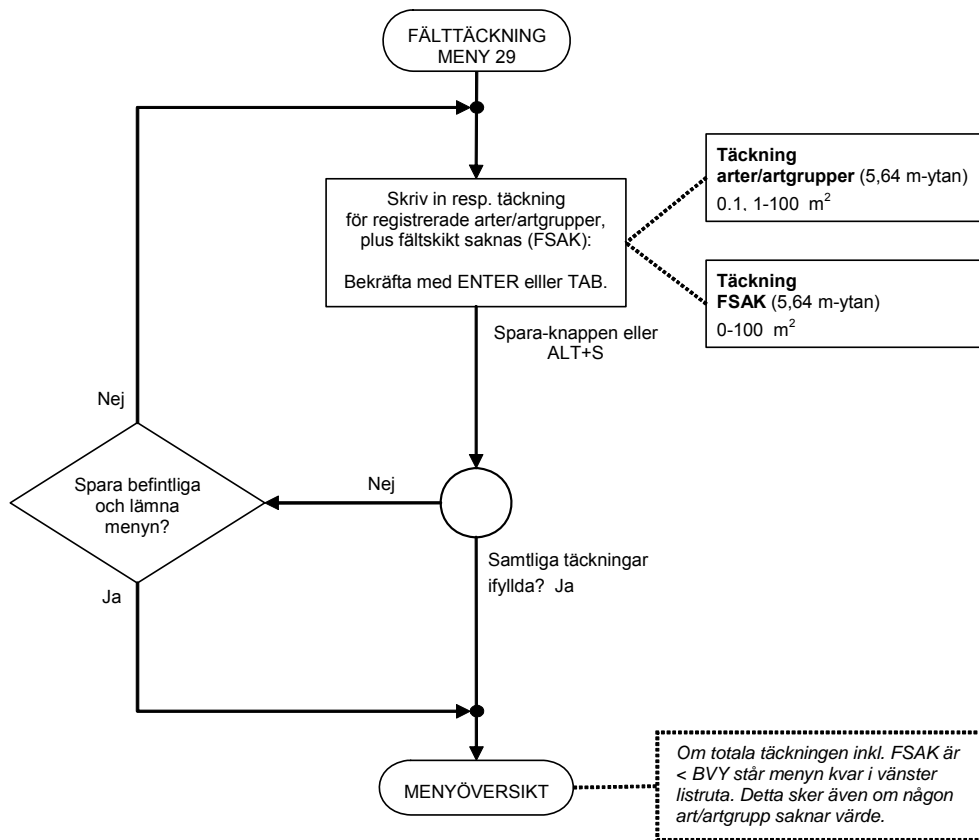 FÄLTTÄCKNING
MENY 29
Skriv in resp. täckning
för registrerade arter/artgrupper,
plus fältskikt saknas (FSAK):
Bekräfta med ENTER elller TAB.
Täckning
arter/artgrupper (5,64 m-ytan)
0.1, 1-100 m²
Täckning
FSAK (5,64 m-ytan)
0-100 m²
Spara-knappen eller
ALT+S
Nej
Spara befintliga
och lämna
menyn?
Nej
Ja
Samtliga täckningar
ifyllda? Ja
MENYÖVERSIKT
Om totala täckningen inkl. FSAK är
< BVY står menyn kvar i vänster
listruta. Detta sker även om någon
art/artgrupp saknar värde.